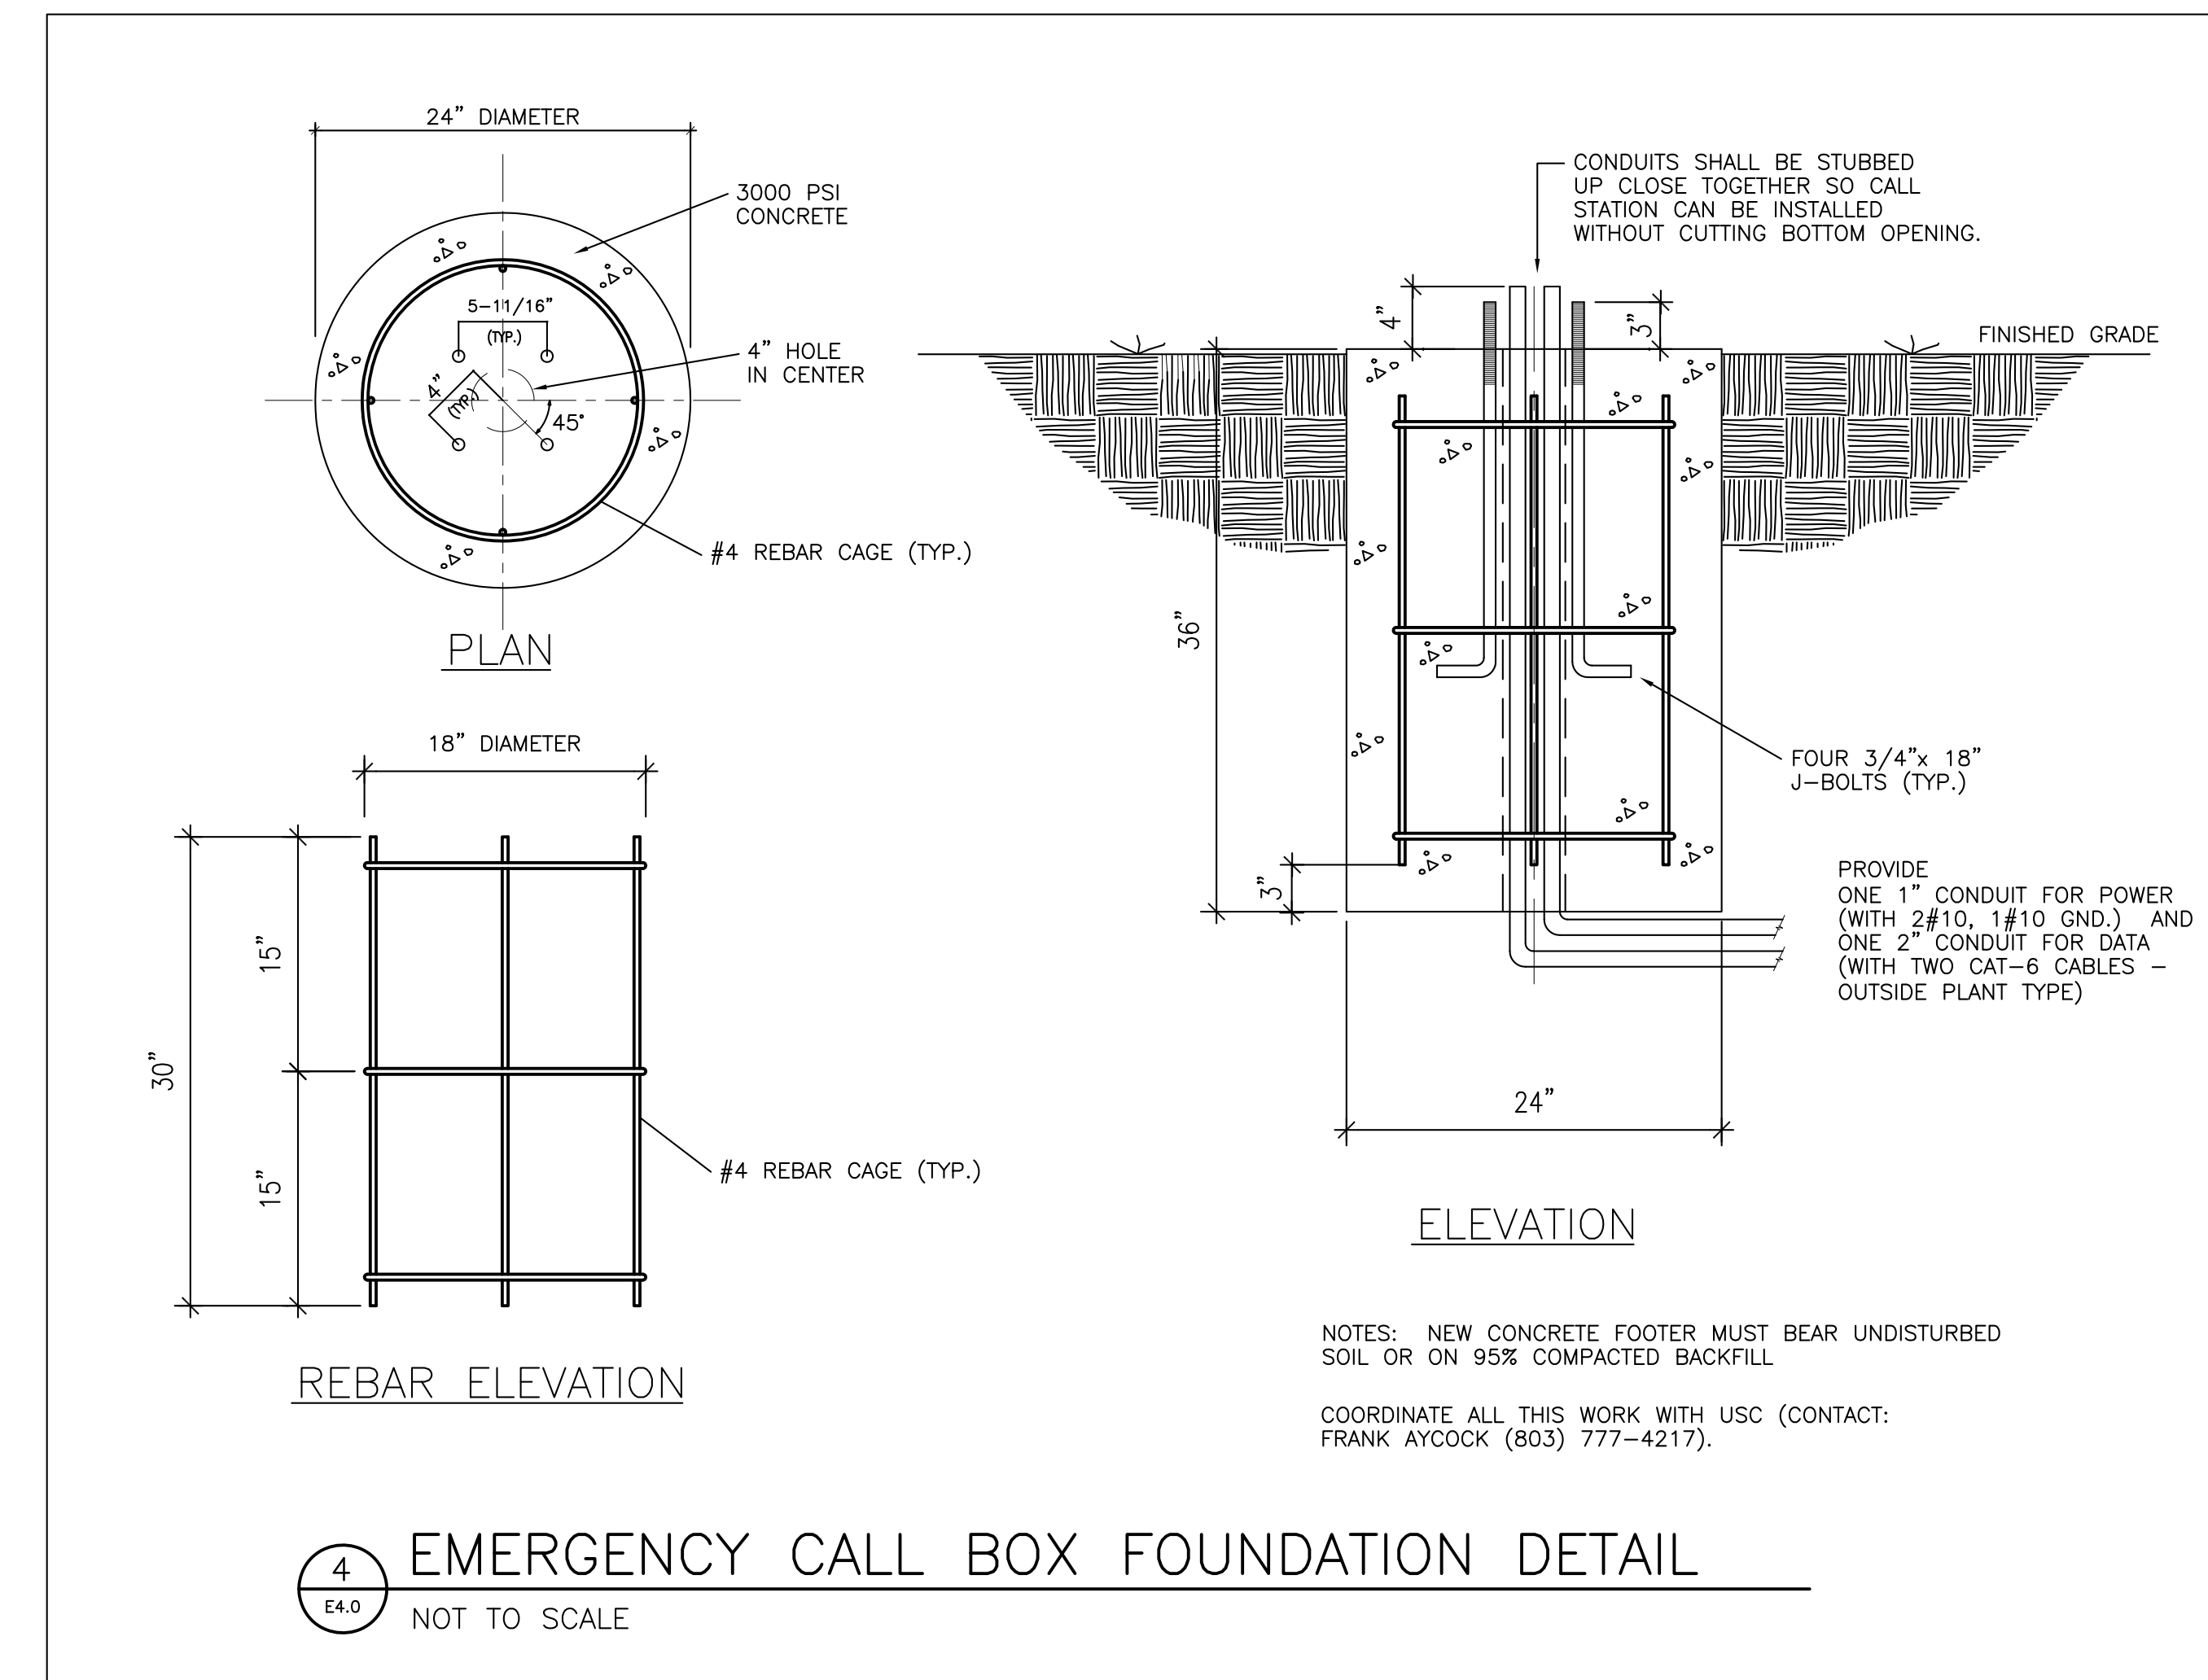 24” DIAMETER
3000 PSI
CONCRETE
5-11/16”
(TYP.)
4” HOLE
IN CENTER
4”
(TYP.)
45°
#4 REBAR CAGE (TYP.)
PLAN
18” DIAMETER
30”
15”
15”
#4 REBAR CAGE (TYP.)
REBAR ELEVATION
CONDUITS SHALL BE STUBBED
UP CLOSE TOGETHER SO CALL
STATION CAN BE INSTALLED
WITHOUT CUTTING BOTTOM OPENING.
4”
3”
FINISHED GRADE
36”
3”
FOUR 3/4”x 18”
J-BOLTS (TYP.)
PROVIDE
ONE 1” CONDUIT FOR POWER
(WITH 2#10, 1#10 GND.) AND
ONE 2” CONDUIT FOR DATA
(WITH TWO CAT-6 CABLES -
OUTSIDE PLANT TYPE)
24”
ELEVATION
NOTES: NEW CONCRETE FOOTER MUST BEAR UNDISTURBED
SOIL OR ON 95% COMPACTED BACKFILL
COORDINATE ALL THIS WORK WITH USC (CONTACT:
FRANK AYCOCK (803) 777-4217).
4
E4.0
EMERGENCY CALL BOX FOUNDATION DETAIL
NOT TO SCALE